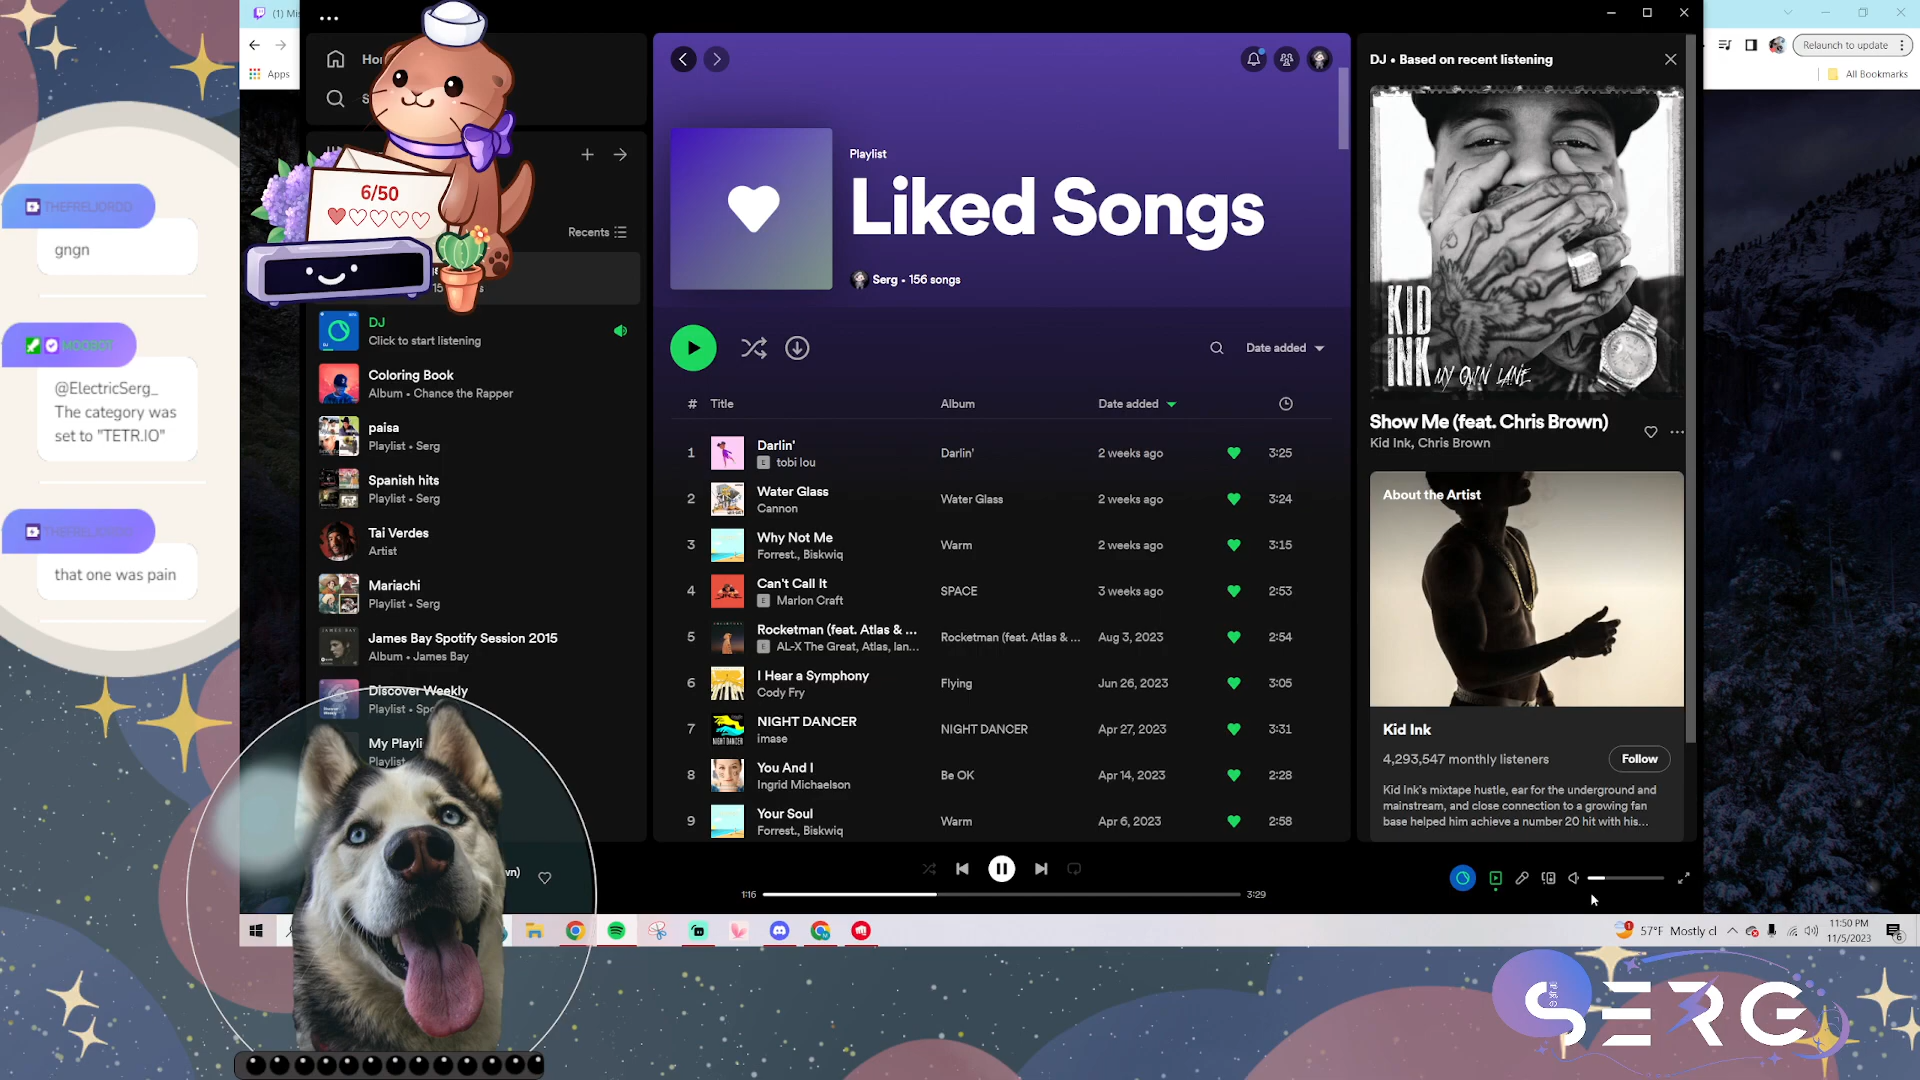 (1) Mi
Relaunch to update
Apps
All Bookmarks
Ho
S
6/50
Recents
DJ
Click to start listening
Coloring Book
Album • Chance the Rapper
paisa
Playlist • Serg
Spanish hits
Playlist • Serg
Tai Verdes
Artist
Mariachi
Playlist • Serg
James Bay Spotify Session 2015
Album • James Bay
Discover Weekly
Playlist • Spo
My Playli
Playlist
THEFRELIORDD
gngn
MOOBOT
@ElectricSerg_
The category was
set to "TETR.IO"
that one was pain
Playlist
Liked Songs
Serg • 156 songs
Date added
# Title Album Date added
1 Darlin' Darlin' 2 weeks ago 3:25
E tobi lou
2 Water Glass Water Glass 2 weeks ago 3:24
Cannon
3 Why Not Me Warm 2 weeks ago 3:15
Forrest., Biskwiq
4 Can't Call It SPACE 3 weeks ago 2:53
E Marlon Craft
5 Rocketman (feat. Atlas & ... Rocketman (feat. Atlas & ... Aug 3, 2023 2:54
E AL-X The Great, Atlas, Ian...
6 I Hear a Symphony Flying Jun 26, 2023 3:05
Cody Fry
7 NIGHT DANCER NIGHT DANCER Apr 27, 2023 3:31
imase
8 You And I Be OK Apr 14, 2023 2:28
Ingrid Michaelson
9 Your Soul Warm Apr 6, 2023 2:58
Forrest., Biskwiq
DJ • Based on recent listening
KID
INK MY OWN LANE
Show Me (feat. Chris Brown)
Kid Ink, Chris Brown
About the Artist
Kid Ink
4,293,547 monthly listeners
Follow
Kid Ink's mixtape hustle, ear for the underground and
mainstream, and close connection to a growing fan
base helped him achieve a number 20 hit with his...
wn)
1:16
3:29
57°F Mostly cl
11:50 PM
11/5/2023
6
SERG